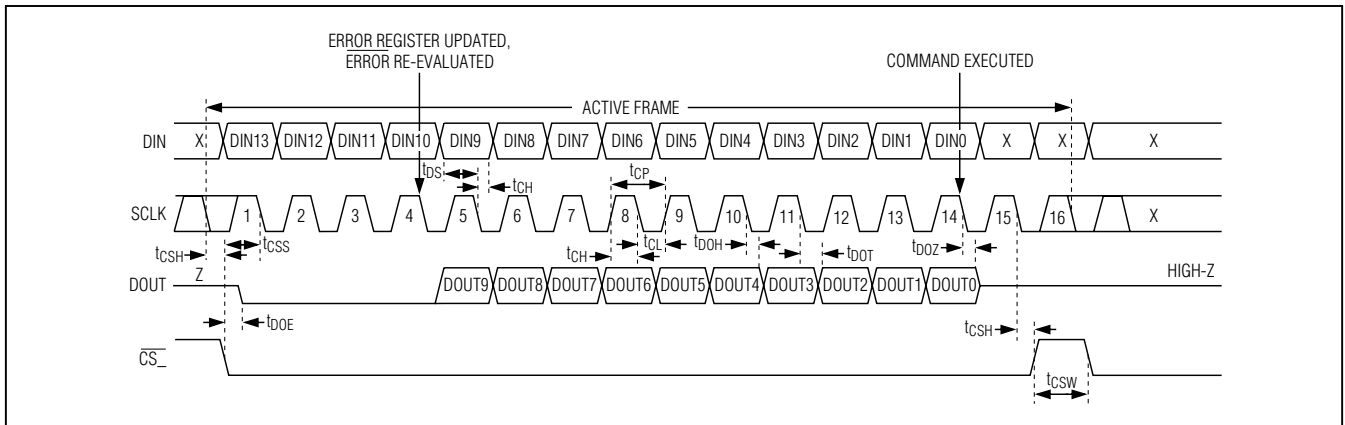 ERROR REGISTER UPDATED,
ERROR RE-EVALUATED
COMMAND EXECUTED
ACTIVE FRAME
DIN X DIN13 DIN12 DIN11 DIN10 DIN9 DIN8 DIN7 DIN6 DIN5 DIN4 DIN3 DIN2 DIN1 DIN0 X X X
tDS tCH tCP
SCLK 1 2 3 4 5 6 7 8 9 10 11 12 13 14 15 16 X
tCSH tCSS tCH tCL tDOH tDOT tDOZ
DOUT Z DOUT9 DOUT8 DOUT7 DOUT6 DOUT5 DOUT4 DOUT3 DOUT2 DOUT1 DOUT0 HIGH-Z
tDOE tCSH
CS_ tCSW